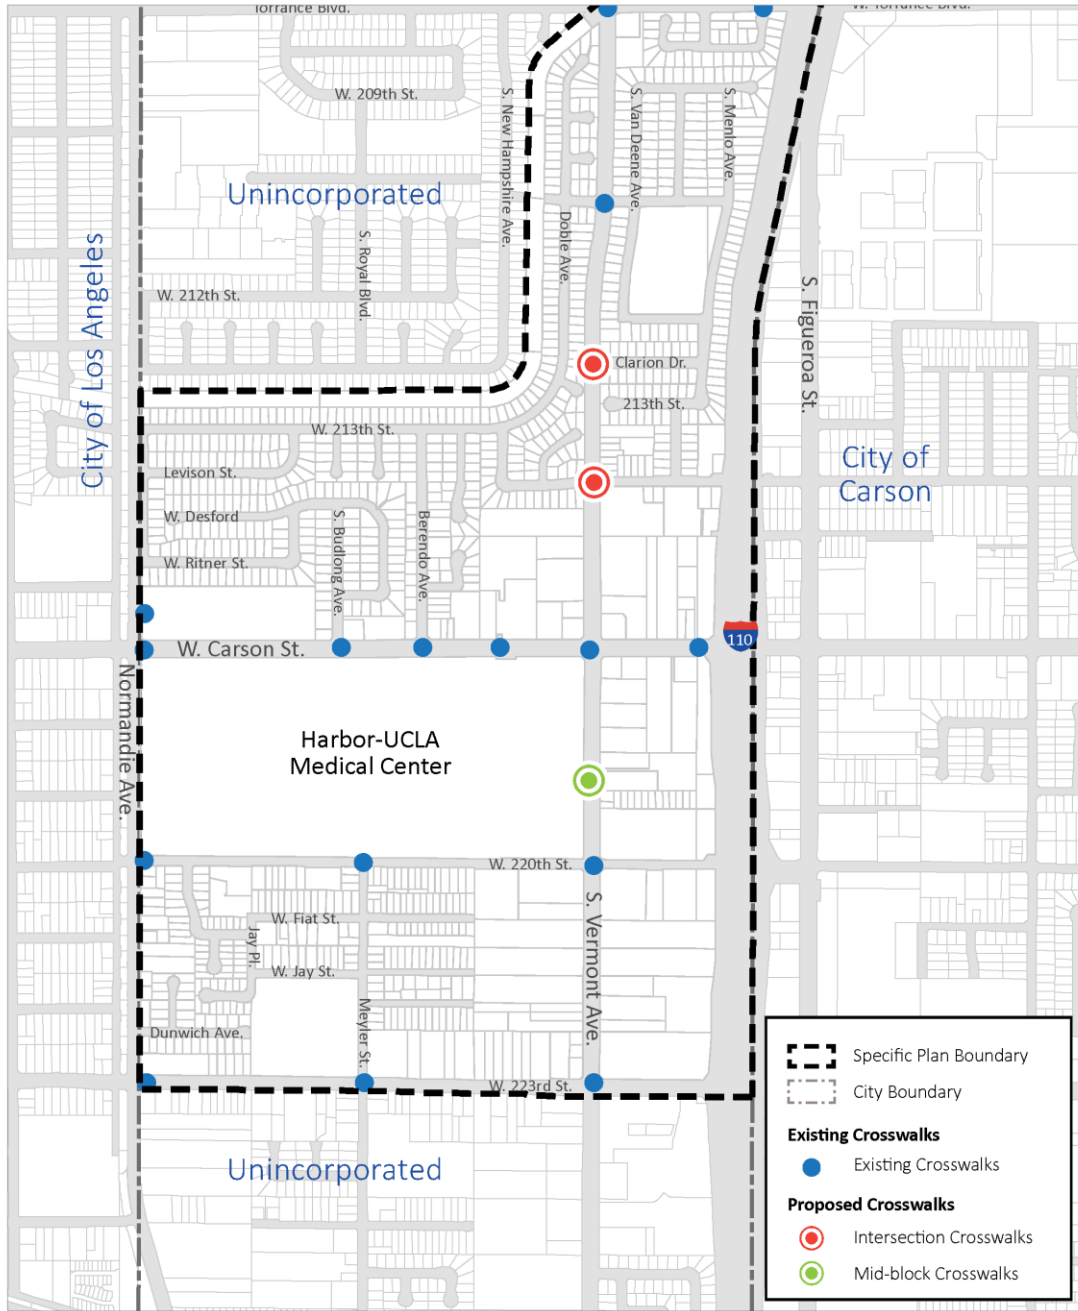 Torrance Blvd.
W. Torrance Blvd.
W. 209th St.
S. New Hampshire Ave.
S. Van Deene Ave.
S. Menlo Ave.
Unincorporated
Doble Ave.
S. Royal Blvd.
City of Los Angeles
W. 212th St.
S. Figueroa St.
Clarion Dr.
213th St.
W. 213th St.
City of
Carson
Levison St.
W. Desford
S. Budlong Ave.
Berendo Ave.
W. Ritner St.
110
W. Carson St.
Normandie Ave.
Harbor-UCLA
Medical Center
W. 220th St.
S. Vermont Ave.
W. Fiat St.
Jay Pl.
W. Jay St.
Meyler St.
Dunwich Ave.
W. 223rd St.
Unincorporated
Specific Plan Boundary
City Boundary
Existing Crosswalks
Existing Crosswalks
Proposed Crosswalks
Intersection Crosswalks
Mid-block Crosswalks